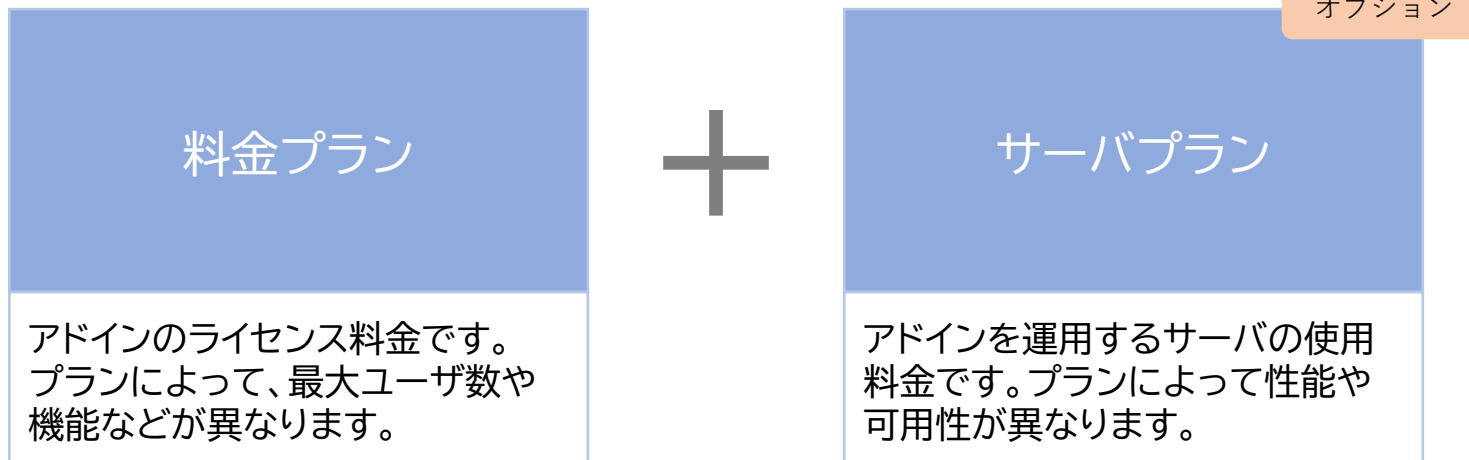 オプション
料金プラン
サーバプラン
アドインのライセンス料金です。
プランによって、最大ユーザ数や
機能などが異なります。
アドインを運用するサーバの使用
料金です。プランによって性能や
可用性が異なります。